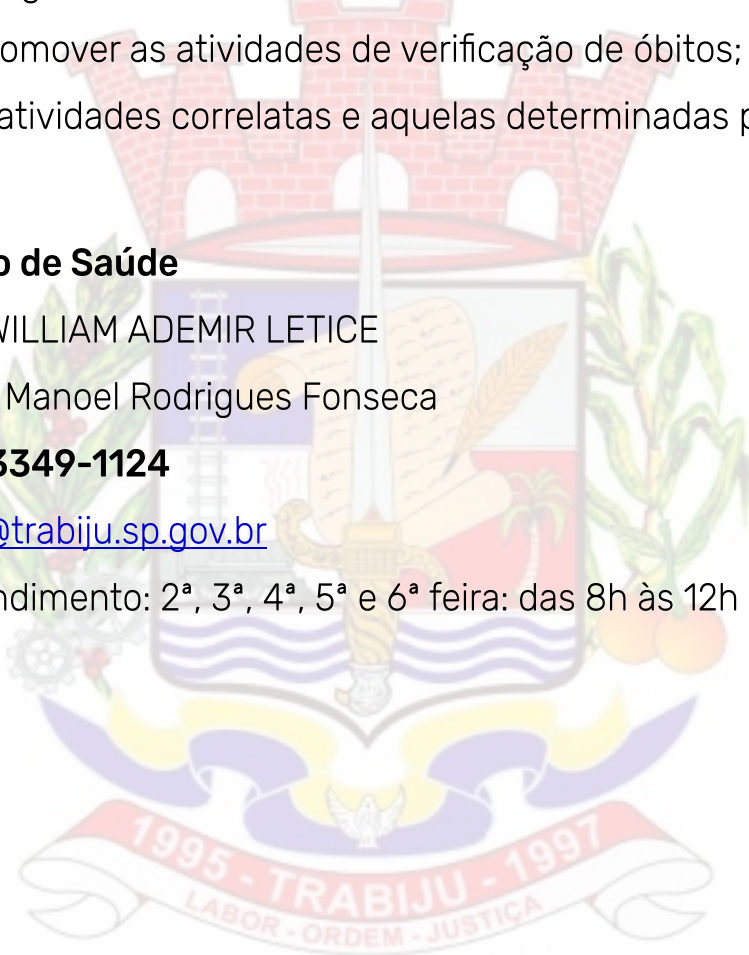 omover as atividades de verificação de óbitos;
atividades correlatas e aquelas determinadas p
o de Saúde
WILLIAM ADEMIR LETICE
Manoel Rodrigues Fonseca
3349-1124
@trabiju.sp.gov.br
ndimento: 2ª, 3ª, 4ª, 5ª e 6ª feira: das 8h às 12h
1995 - TRABIJU - 1997
LABOR - ORDEM - JUSTIÇA